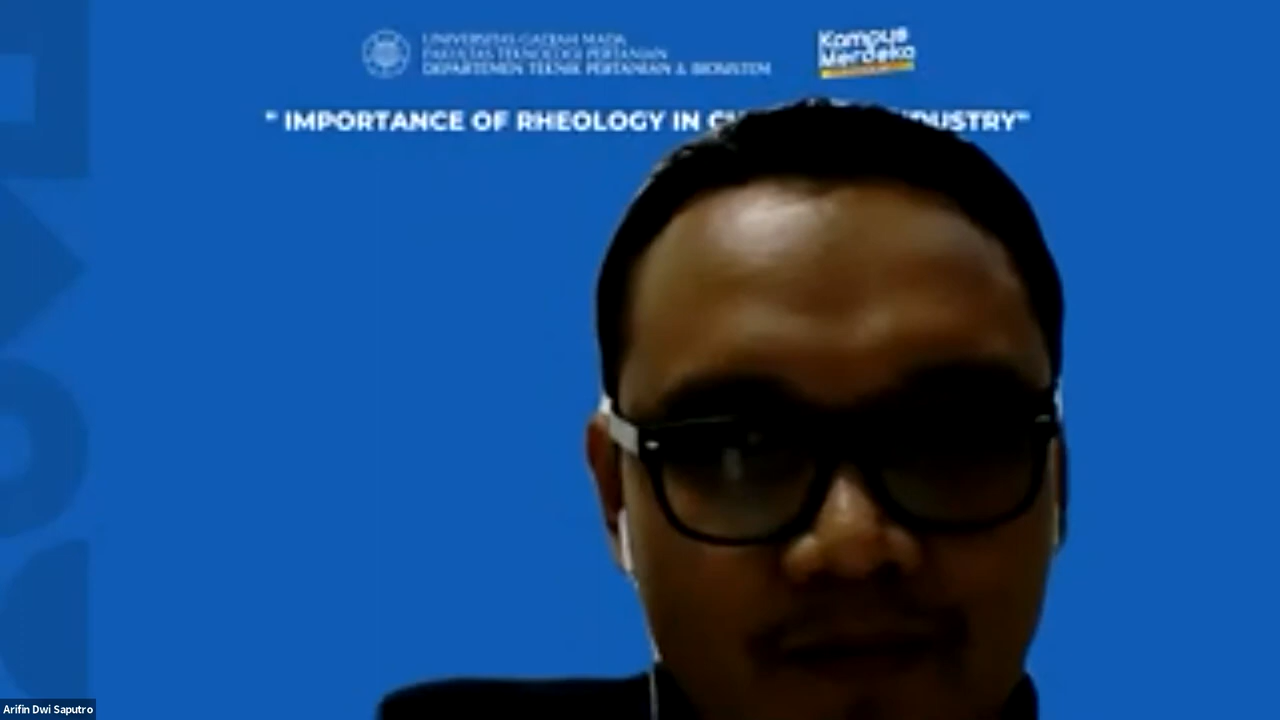 UNIVERSITAS GADJAH MADA
FAKULTAS TEKNOLOGI PERTANIAN
DEPARTEMEN TEKNIK PERTANIAN & BIOSISTEM
Kampus
Merdeka
" IMPORTANCE OF RHEOLOGY IN DUSTRY"
Arifin Dwi Saputro